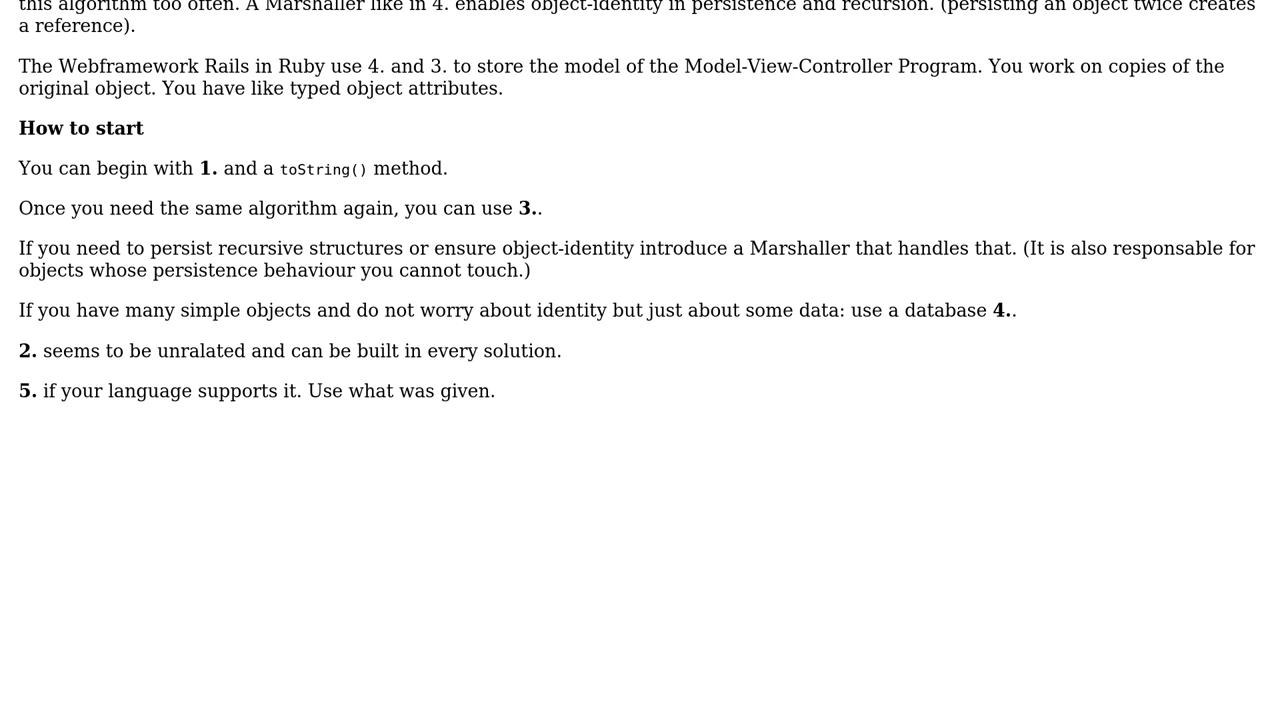 this algorithm too often. A Marshaller like in 4. enables object-identity in persistence and recursion. (persisting an object twice creates
a reference).
The Webframework Rails in Ruby use 4. and 3. to store the model of the Model-View-Controller Program. You work on copies of the
original object. You have like typed object attributes.
How to start
You can begin with 1. and a toString() method.
Once you need the same algorithm again, you can use 3..
If you need to persist recursive structures or ensure object-identity introduce a Marshaller that handles that. (It is also responsable for
objects whose persistence behaviour you cannot touch.)
If you have many simple objects and do not worry about identity but just about some data: use a database 4..
2. seems to be unralated and can be built in every solution.
5. if your language supports it. Use what was given.